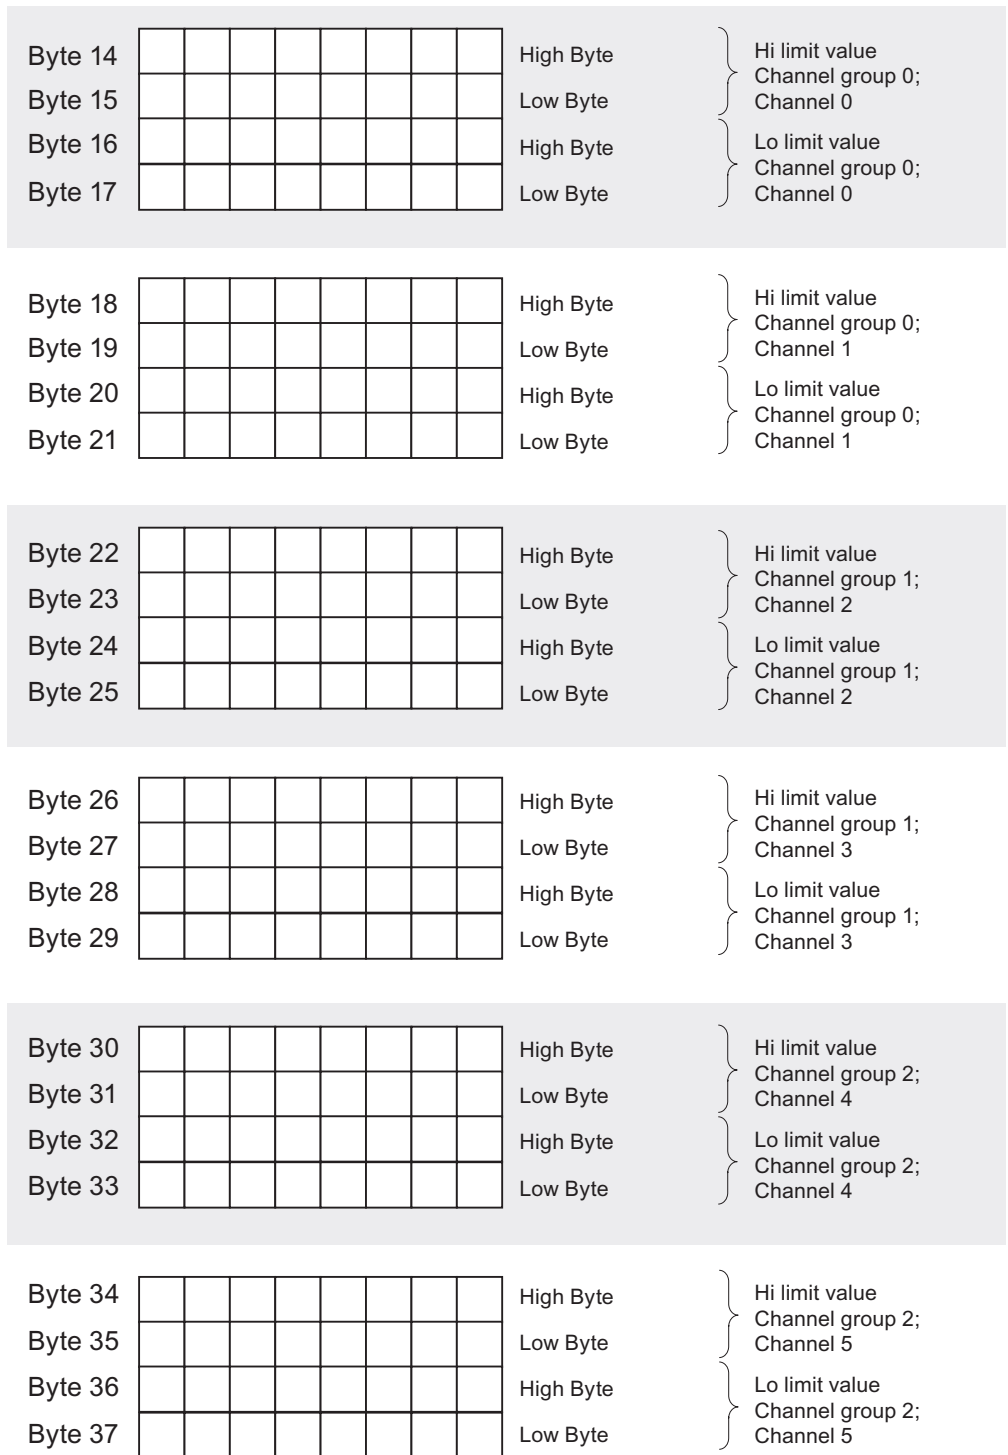 Byte 14 High Byte Hi limit value
Channel group 0;
Byte 15 Low Byte Channel 0
Byte 16 High Byte Lo limit value
Channel group 0;
Byte 17 Low Byte Channel 0
Byte 18 High Byte Hi limit value
Channel group 0;
Byte 19 Low Byte Channel 1
Byte 20 High Byte Lo limit value
Channel group 0;
Byte 21 Low Byte Channel 1
Byte 22 High Byte Hi limit value
Channel group 1;
Byte 23 Low Byte Channel 2
Byte 24 High Byte Lo limit value
Channel group 1;
Byte 25 Low Byte Channel 2
Byte 26 High Byte Hi limit value
Channel group 1;
Byte 27 Low Byte Channel 3
Byte 28 High Byte Lo limit value
Channel group 1;
Byte 29 Low Byte Channel 3
Byte 30 High Byte Hi limit value
Channel group 2;
Byte 31 Low Byte Channel 4
Byte 32 High Byte Lo limit value
Channel group 2;
Byte 33 Low Byte Channel 4
Byte 34 High Byte Hi limit value
Channel group 2;
Byte 35 Low Byte Channel 5
Byte 36 High Byte Lo limit value
Channel group 2;
Byte 37 Low Byte Channel 5